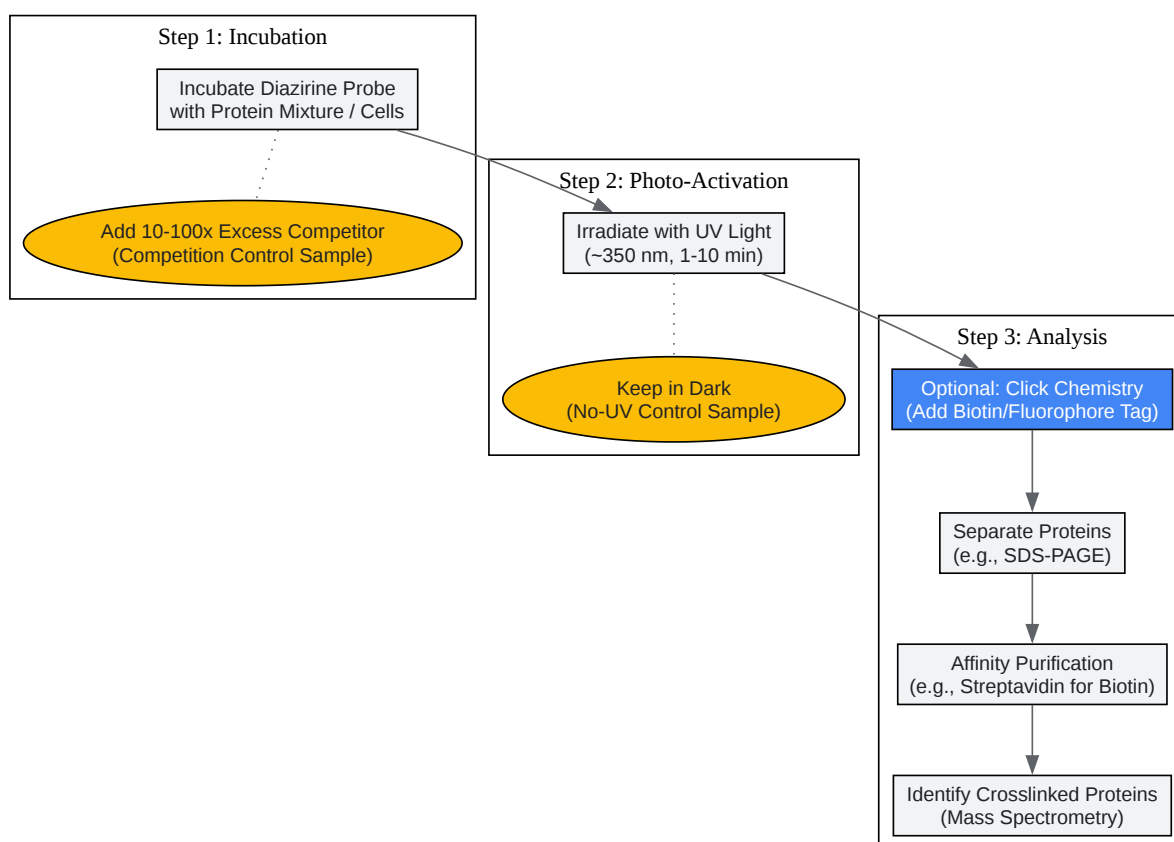 Step 1: Incubation
Incubate Diazirine Probe
with Protein Mixture / Cells
Add 10-100x Excess Competitor
(Competition Control Sample)
Step 2: Photo-Activation
Irradiate with UV Light
(~350 nm, 1-10 min)
Keep in Dark
(No-UV Control Sample)
Step 3: Analysis
Optional: Click Chemistry
(Add Biotin/Fluorophore Tag)
Separate Proteins
(e.g., SDS-PAGE)
Affinity Purification
(e.g., Streptavidin for Biotin)
Identify Crosslinked Proteins
(Mass Spectrometry)